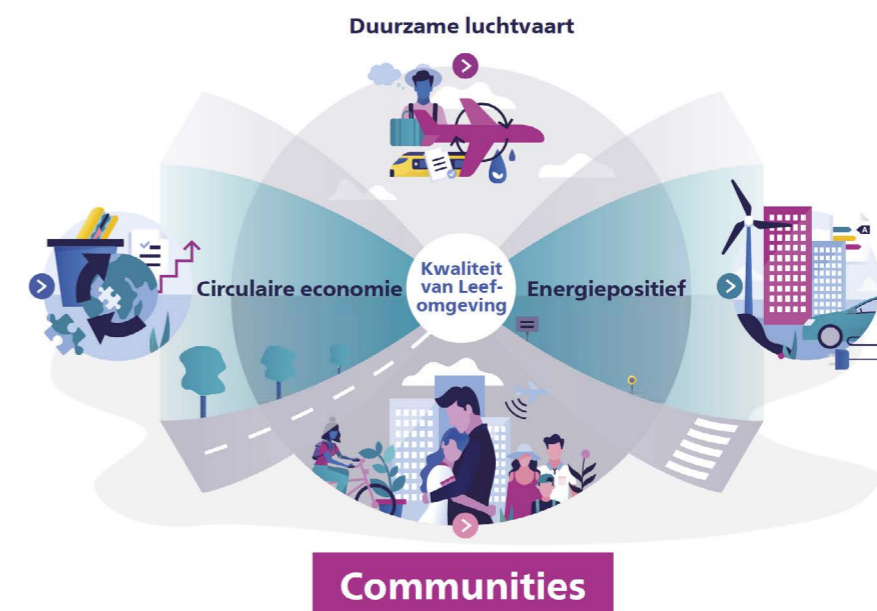 Duurzame luchtvaart
Circulaire economie
Kwaliteit
van Leef-
omgeving
Energiepositief
A
Communities